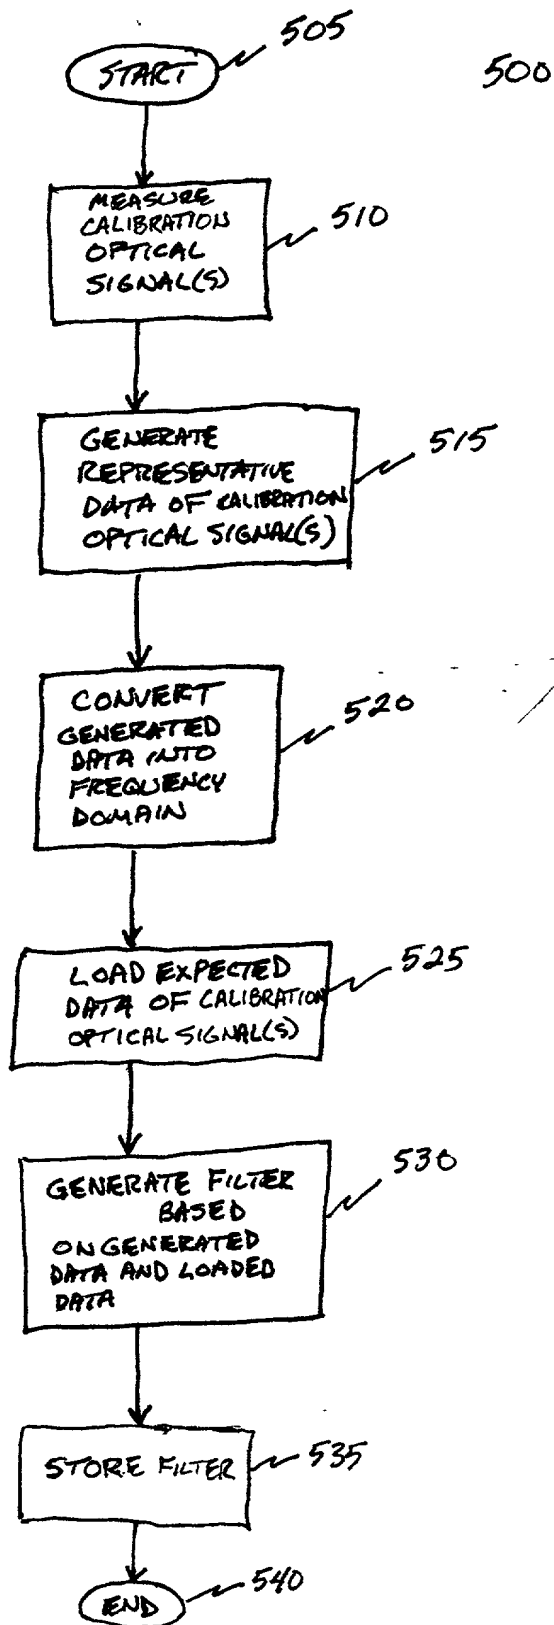 505
START
500
MEASURE
CALIBRATION
OPTICAL
SIGNAL(S)
510
GENERATE
REPRESENTATIVE
DATA OF CALIBRATION
OPTICAL SIGNAL(S)
515
CONVERT
GENERATED
DATA INTO
FREQUENCY
DOMAIN
520
LOAD EXPECTED
DATA OF CALIBRATION
OPTICAL SIGNAL(S)
525
GENERATE FILTER
BASED
ON GENERATED
DATA AND LOADED
DATA
530
STORE FILTER
535
END
540